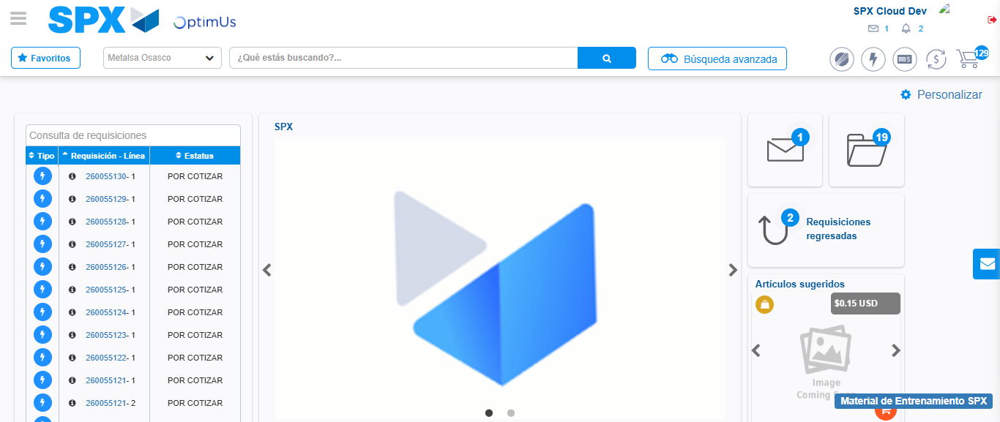 SPX OptimUs
SPX Cloud Dev
1 2
Favoritos
Metalsa Osasco
¿Qué estás buscando?...
Búsqueda avanzada
129
Personalizar
Consulta de requisiciones
Tipo Requisición - Línea Estatus
260055130- 1 POR COTIZAR
260055129- 1 POR COTIZAR
260055128- 1 POR COTIZAR
260055127- 1 POR COTIZAR
260055126- 1 POR COTIZAR
260055125- 1 POR COTIZAR
260055124- 1 POR COTIZAR
260055123- 1 POR COTIZAR
260055122- 1 POR COTIZAR
260055121- 1 POR COTIZAR
260055121- 2 POR COTIZAR
SPX
1
19
2
Requisiciones
regresadas
Artículos sugeridos
$0.15 USD
Image
Coming
Material de Entrenamiento SPX